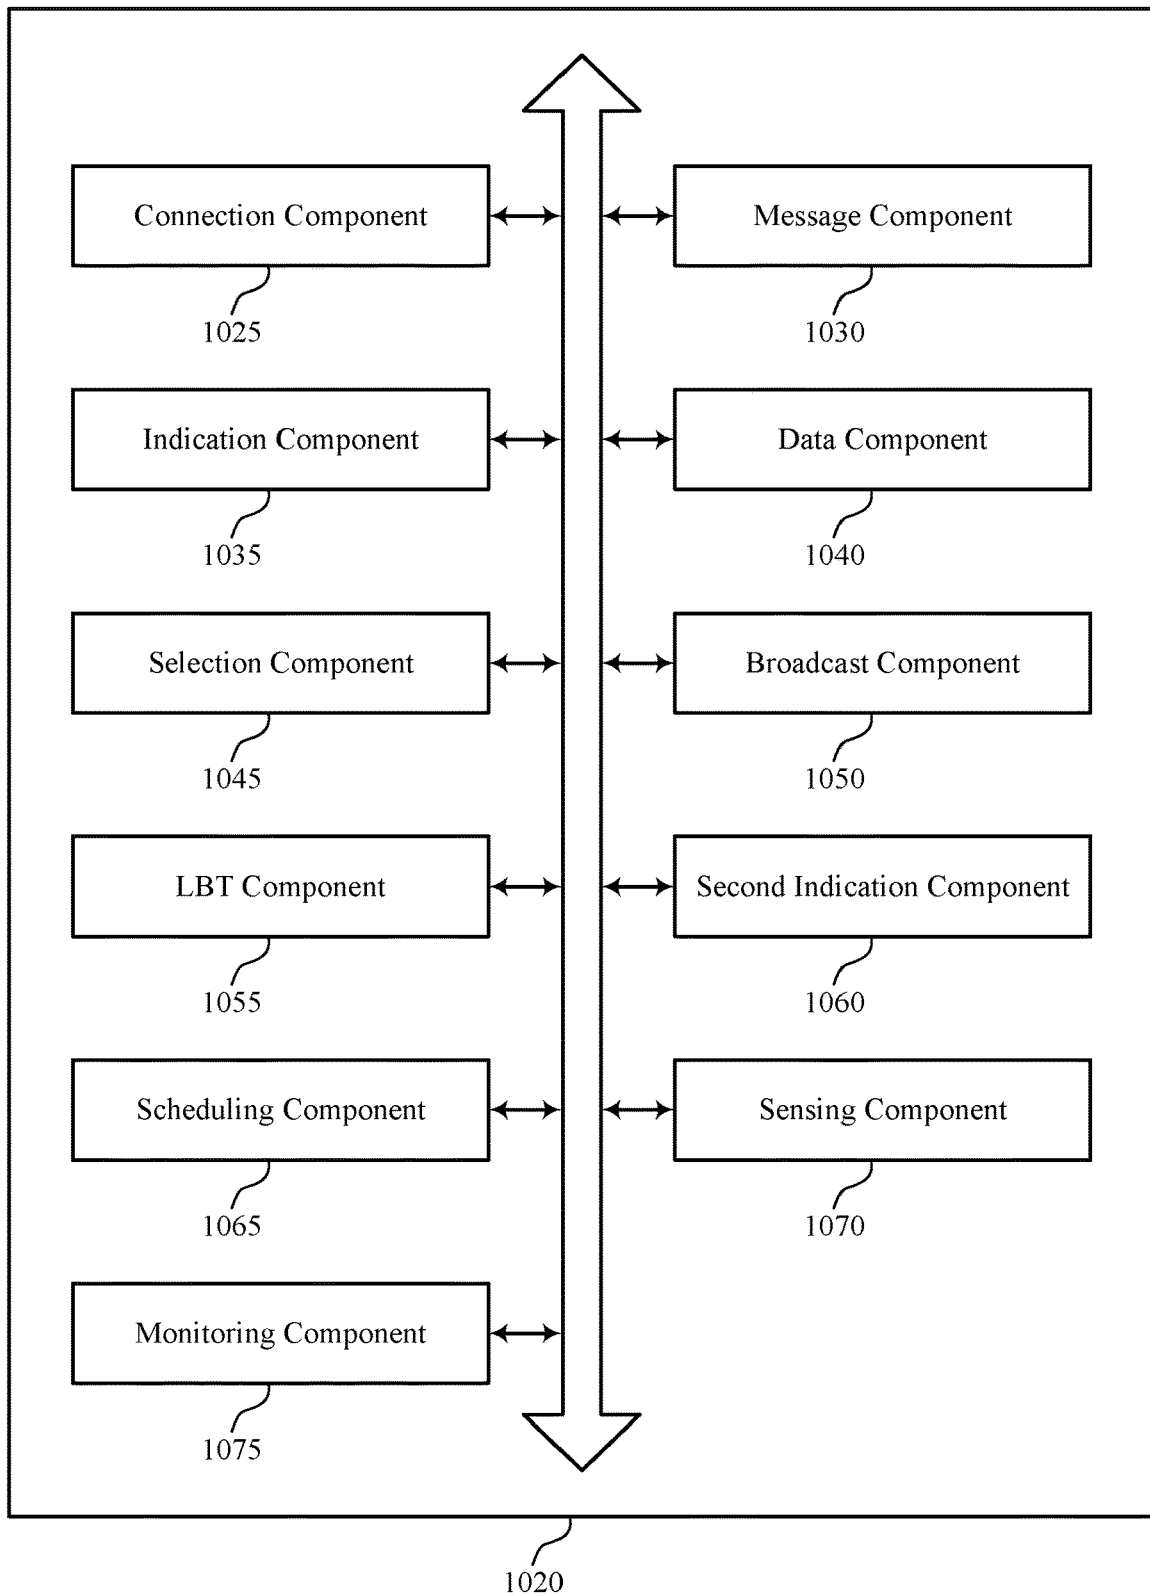 Connection Component
Message Component
1025
1030
Indication Component
Data Component
1035
1040
Selection Component
Broadcast Component
1045
1050
LBT Component
Second Indication Component
1055
1060
Scheduling Component
Sensing Component
1065
1070
Monitoring Component
1075
1020